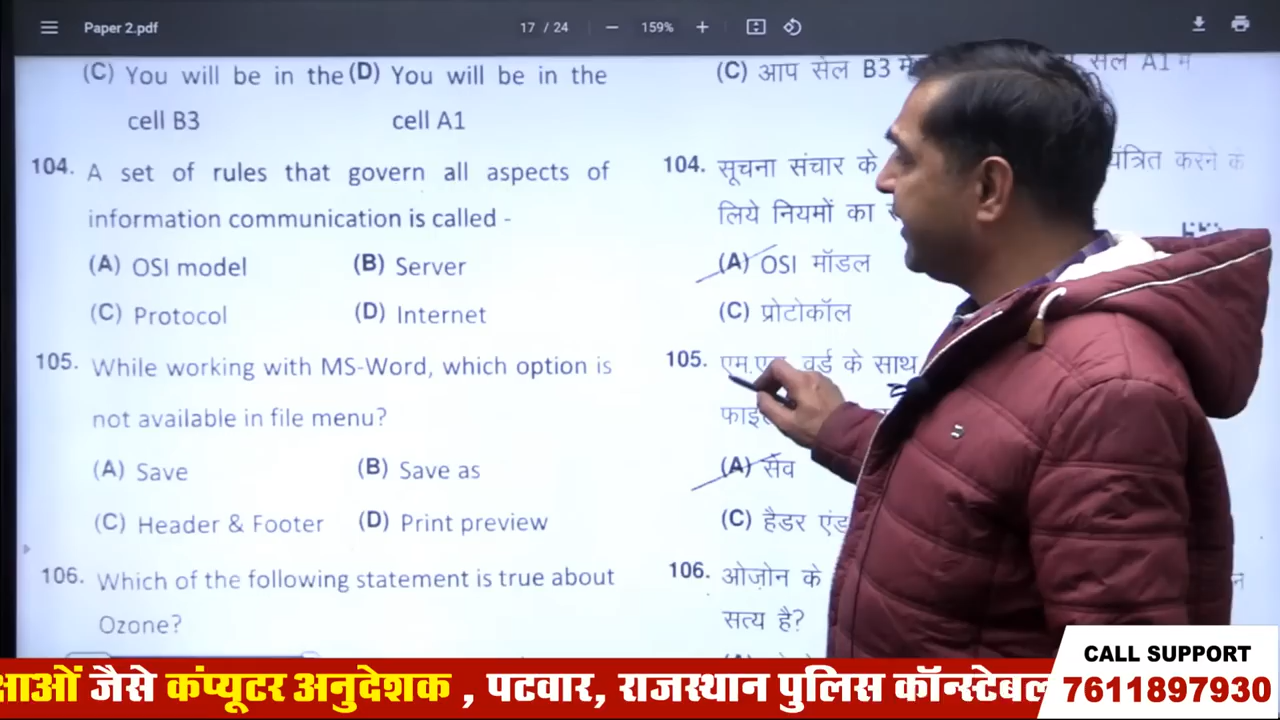 Paper 2.pdf
17 / 24
159%
(C) You will be in the (D) You will be in the
cell B3 cell A1
104. A set of rules that govern all aspects of
information communication is called -
(A) OSI model (B) Server
(C) Protocol (D) Internet
105. While working with MS-Word, which option is
not available in file menu?
(A) Save (B) Save as
(C) Header & Footer (D) Print preview
106. Which of the following statement is true about
Ozone?
(C) आप सेल B3 में
सेल A1 में
104. सूचना संचार के
यंत्रित करने के
लिये नियमों का
(A) OSI मॉडल
(C) प्रोटोकॉल
105. एम.एस. वर्ड के साथ
(A) सेव
(C) हैडर एंड
106. ओज़ोन के
सत्य है?
जैसे कंप्यूटर अनुदेशक , पटवार, राजस्थान पुलिस कॉन्स्टेबल
CALL SUPPORT
7611897930